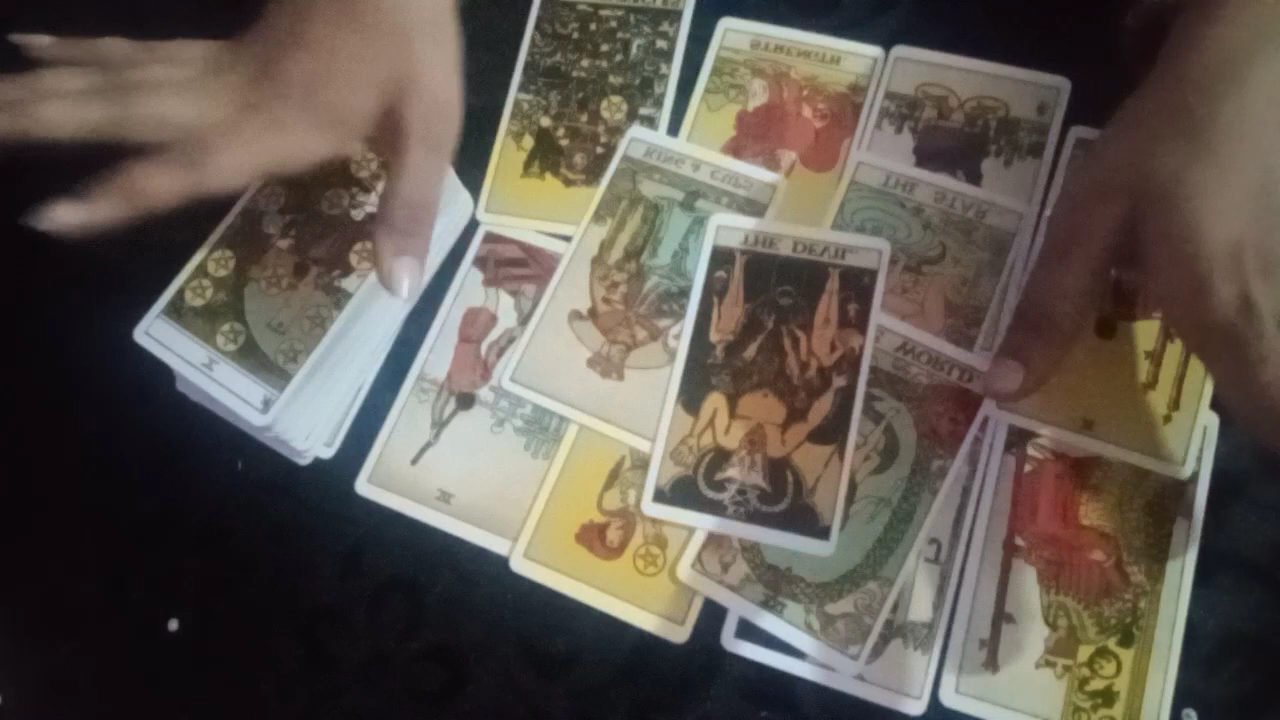 STRENGTH
KING of CUPS
THE STAR
THE DEVIL
WORLD
X